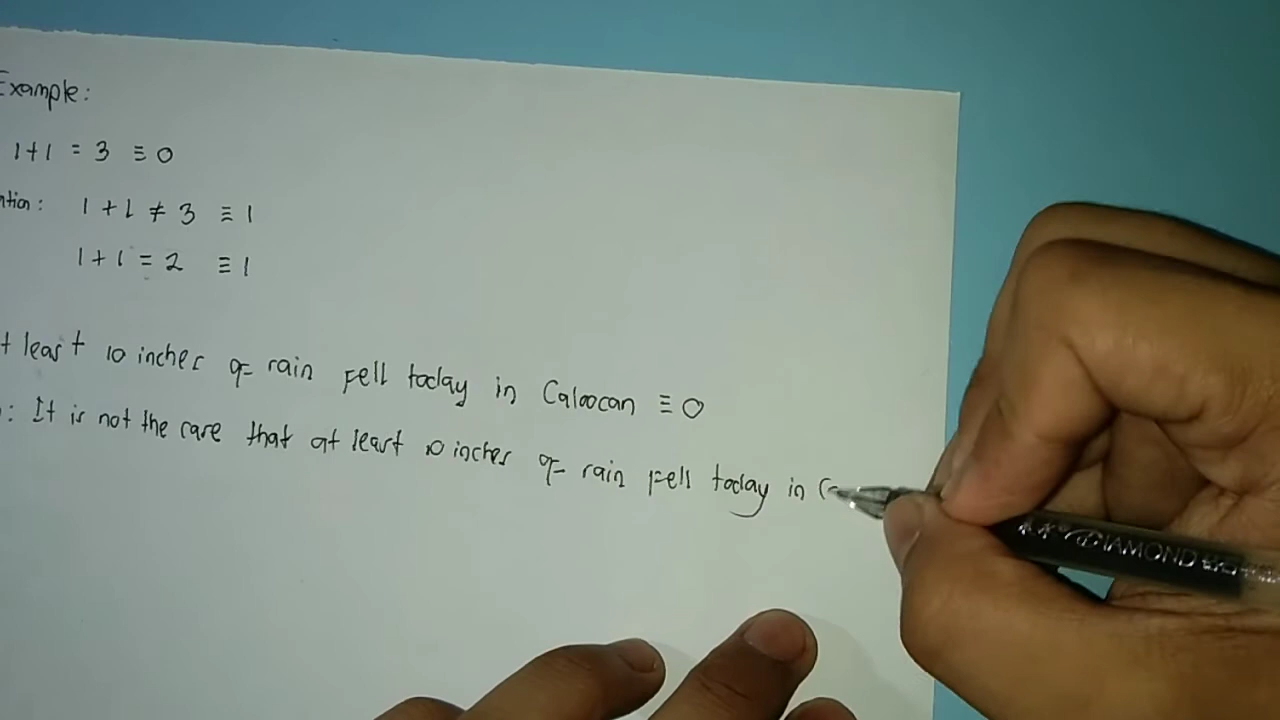 Example:
1+1 = 3 ≡ 0
ntion: 1 + 1 ≠ 3 ≡ 1
1 + 1 = 2 ≡ 1
t least 10 inches of rain fell today in Caloocan ≡ 0
: It is not the case that at least 10 inches of rain fell today in C
DIAMOND